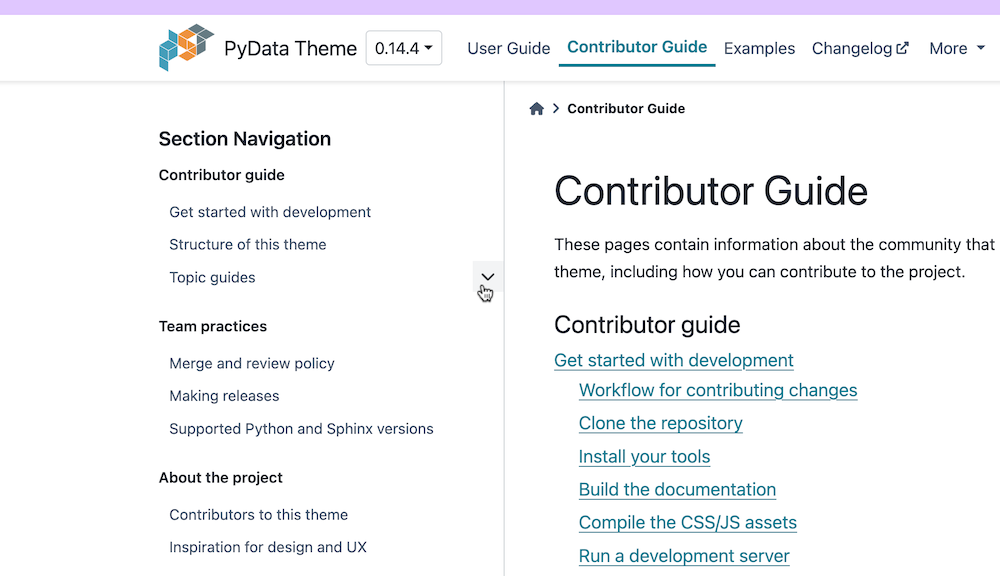 PyData Theme
0.14.4
User Guide
Contributor Guide
Examples
Changelog
More
Section Navigation
Contributor guide
Get started with development
Structure of this theme
Topic guides
Team practices
Merge and review policy
Making releases
Supported Python and Sphinx versions
About the project
Contributors to this theme
Inspiration for design and UX
Contributor Guide
Contributor Guide
These pages contain information about the community that
theme, including how you can contribute to the project.
Contributor guide
Get started with development
Workflow for contributing changes
Clone the repository
Install your tools
Build the documentation
Compile the CSS/JS assets
Run a development server